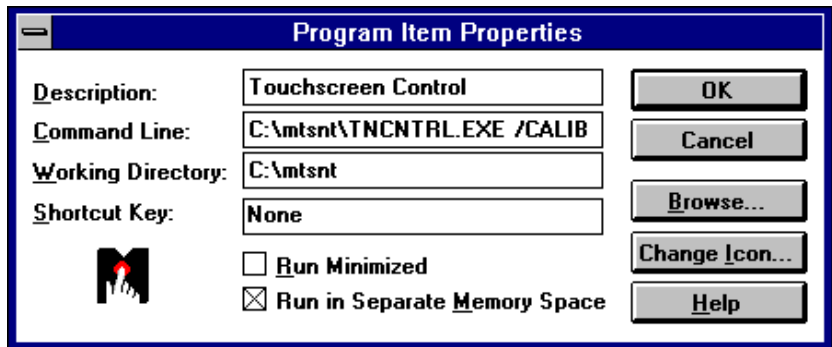 Program Item Properties
Description: Touchscreen Control
Command Line: C:\mtsnt\TNCNTRL.EXE /CALIB
Working Directory: C:\mtsnt
Shortcut Key: None
Run Minimized
Run in Separate Memory Space
OK
Cancel
Browse...
Change Icon...
Help